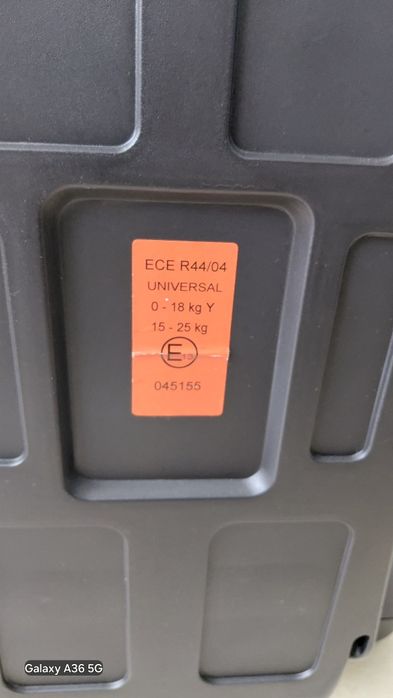 ECE R44/04
UNIVERSAL
0 - 18 kg Y
15 - 25 kg
E13
045155
Galaxy A36 5G